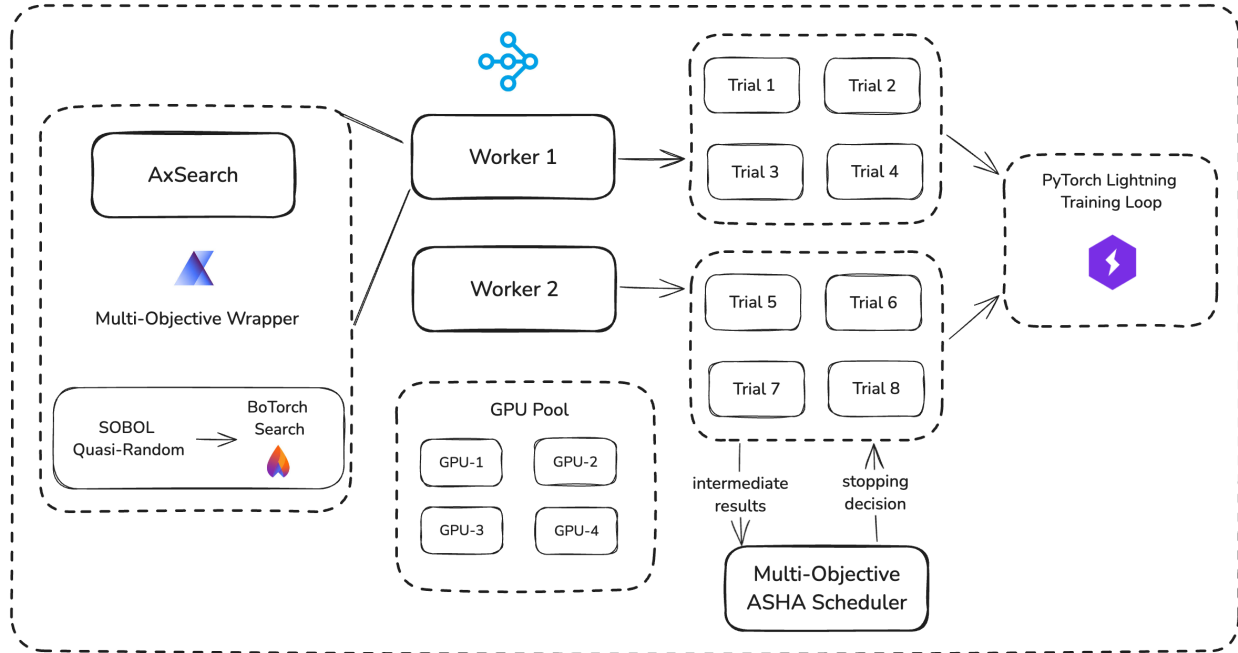 AxSearch
Multi-Objective Wrapper
SOBOL
Quasi-Random
BoTorch
Search
Worker 1
Worker 2
GPU Pool
GPU-1
GPU-2
GPU-3
GPU-4
Trial 1
Trial 2
Trial 3
Trial 4
Trial 5
Trial 6
Trial 7
Trial 8
intermediate
results
stopping
decision
Multi-Objective
ASHA Scheduler
PyTorch Lightning
Training Loop